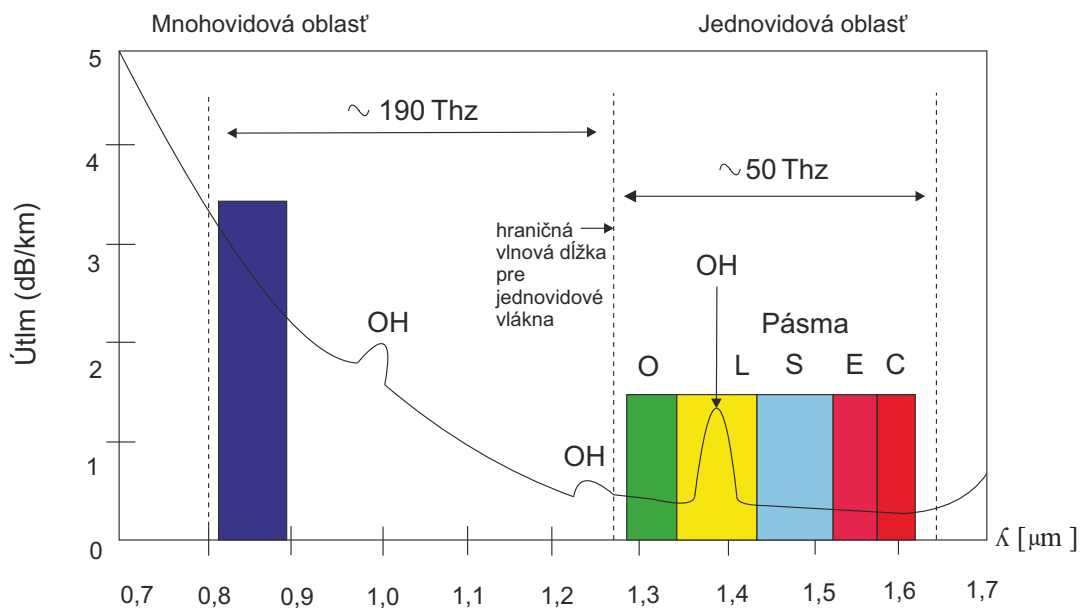 Mnohovidová oblasť
Jednovidová oblasť
5
~ 190 Thz
4
~ 50 Thz
3
hraničná
vlnová dĺžka
pre
jednovidové
vlákna
OH
Útlm (dB/km)
OH
Pásma
2
O L S E C
OH
1
0
ʎ [μm]
0,7 0,8 0,9 1,0 1,1 1,2 1,3 1,4 1,5 1,6 1,7